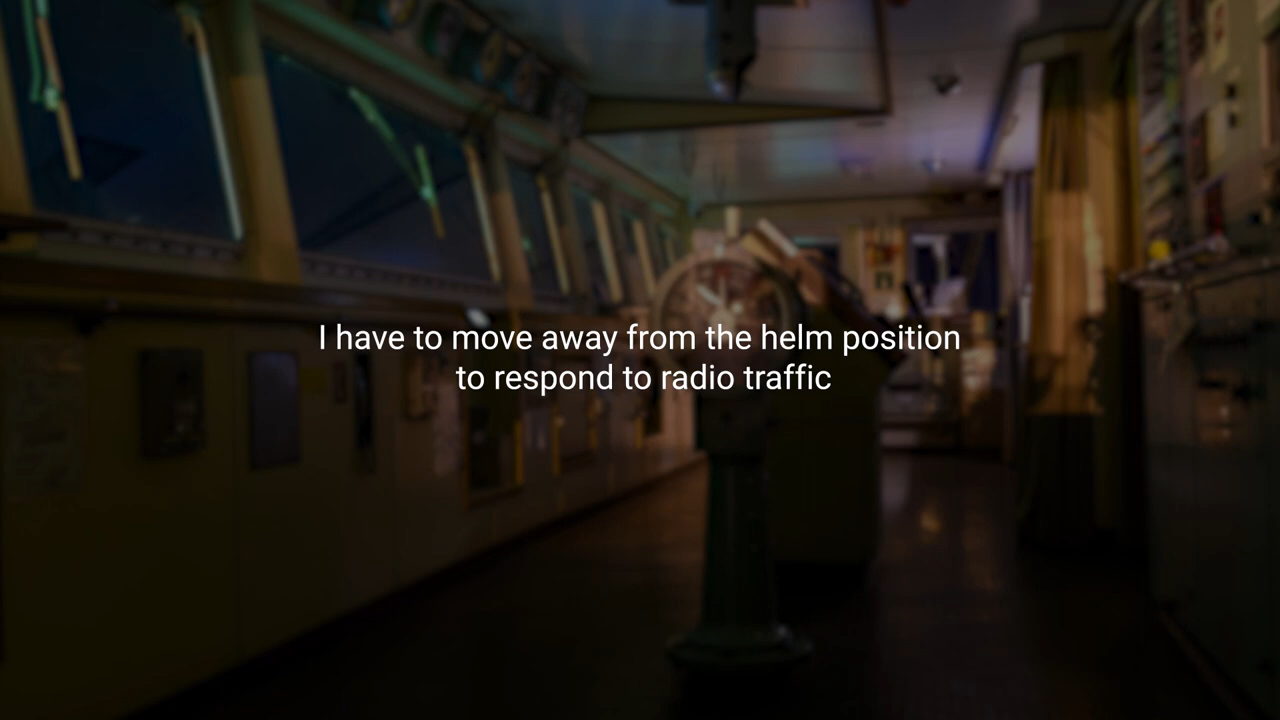 I have to move away from the helm position
to respond to radio traffic